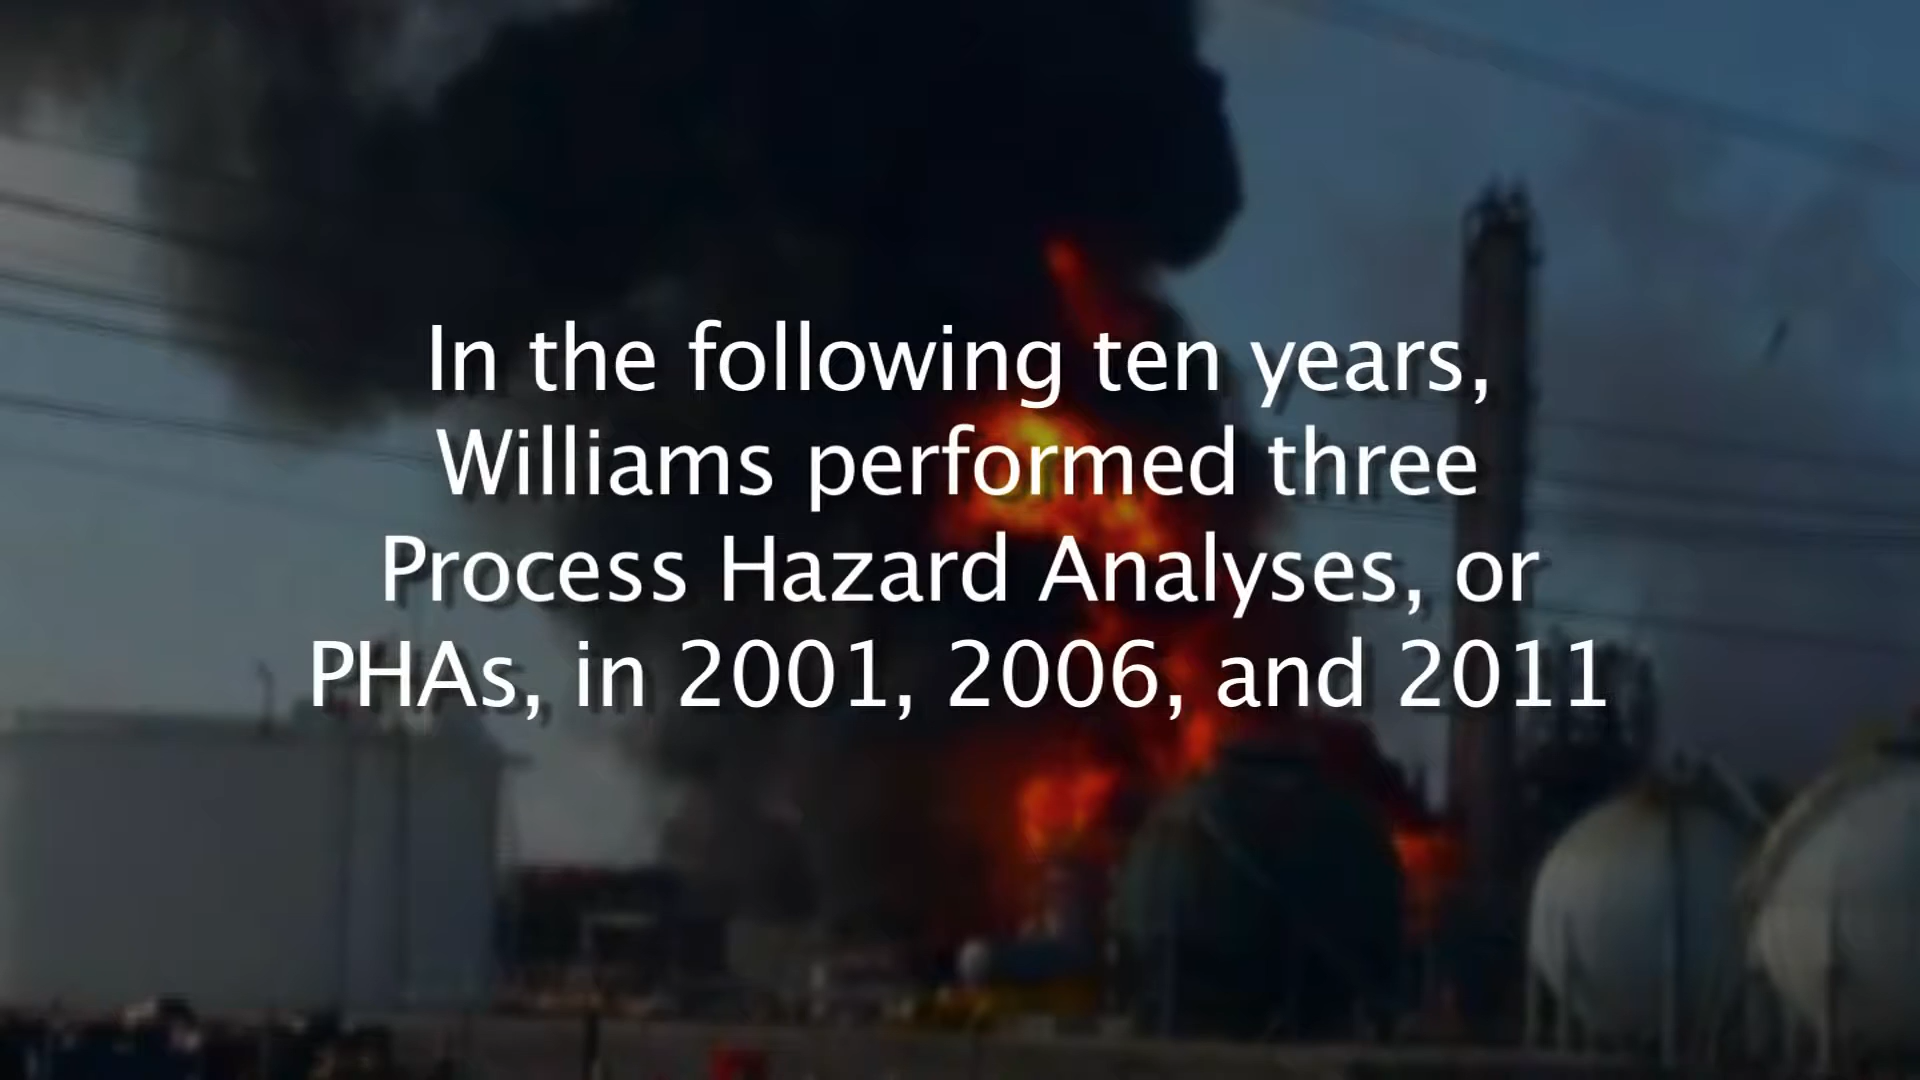 In the following ten years,
Williams performed three
Process Hazard Analyses, or
PHAs, in 2001, 2006, and 2011